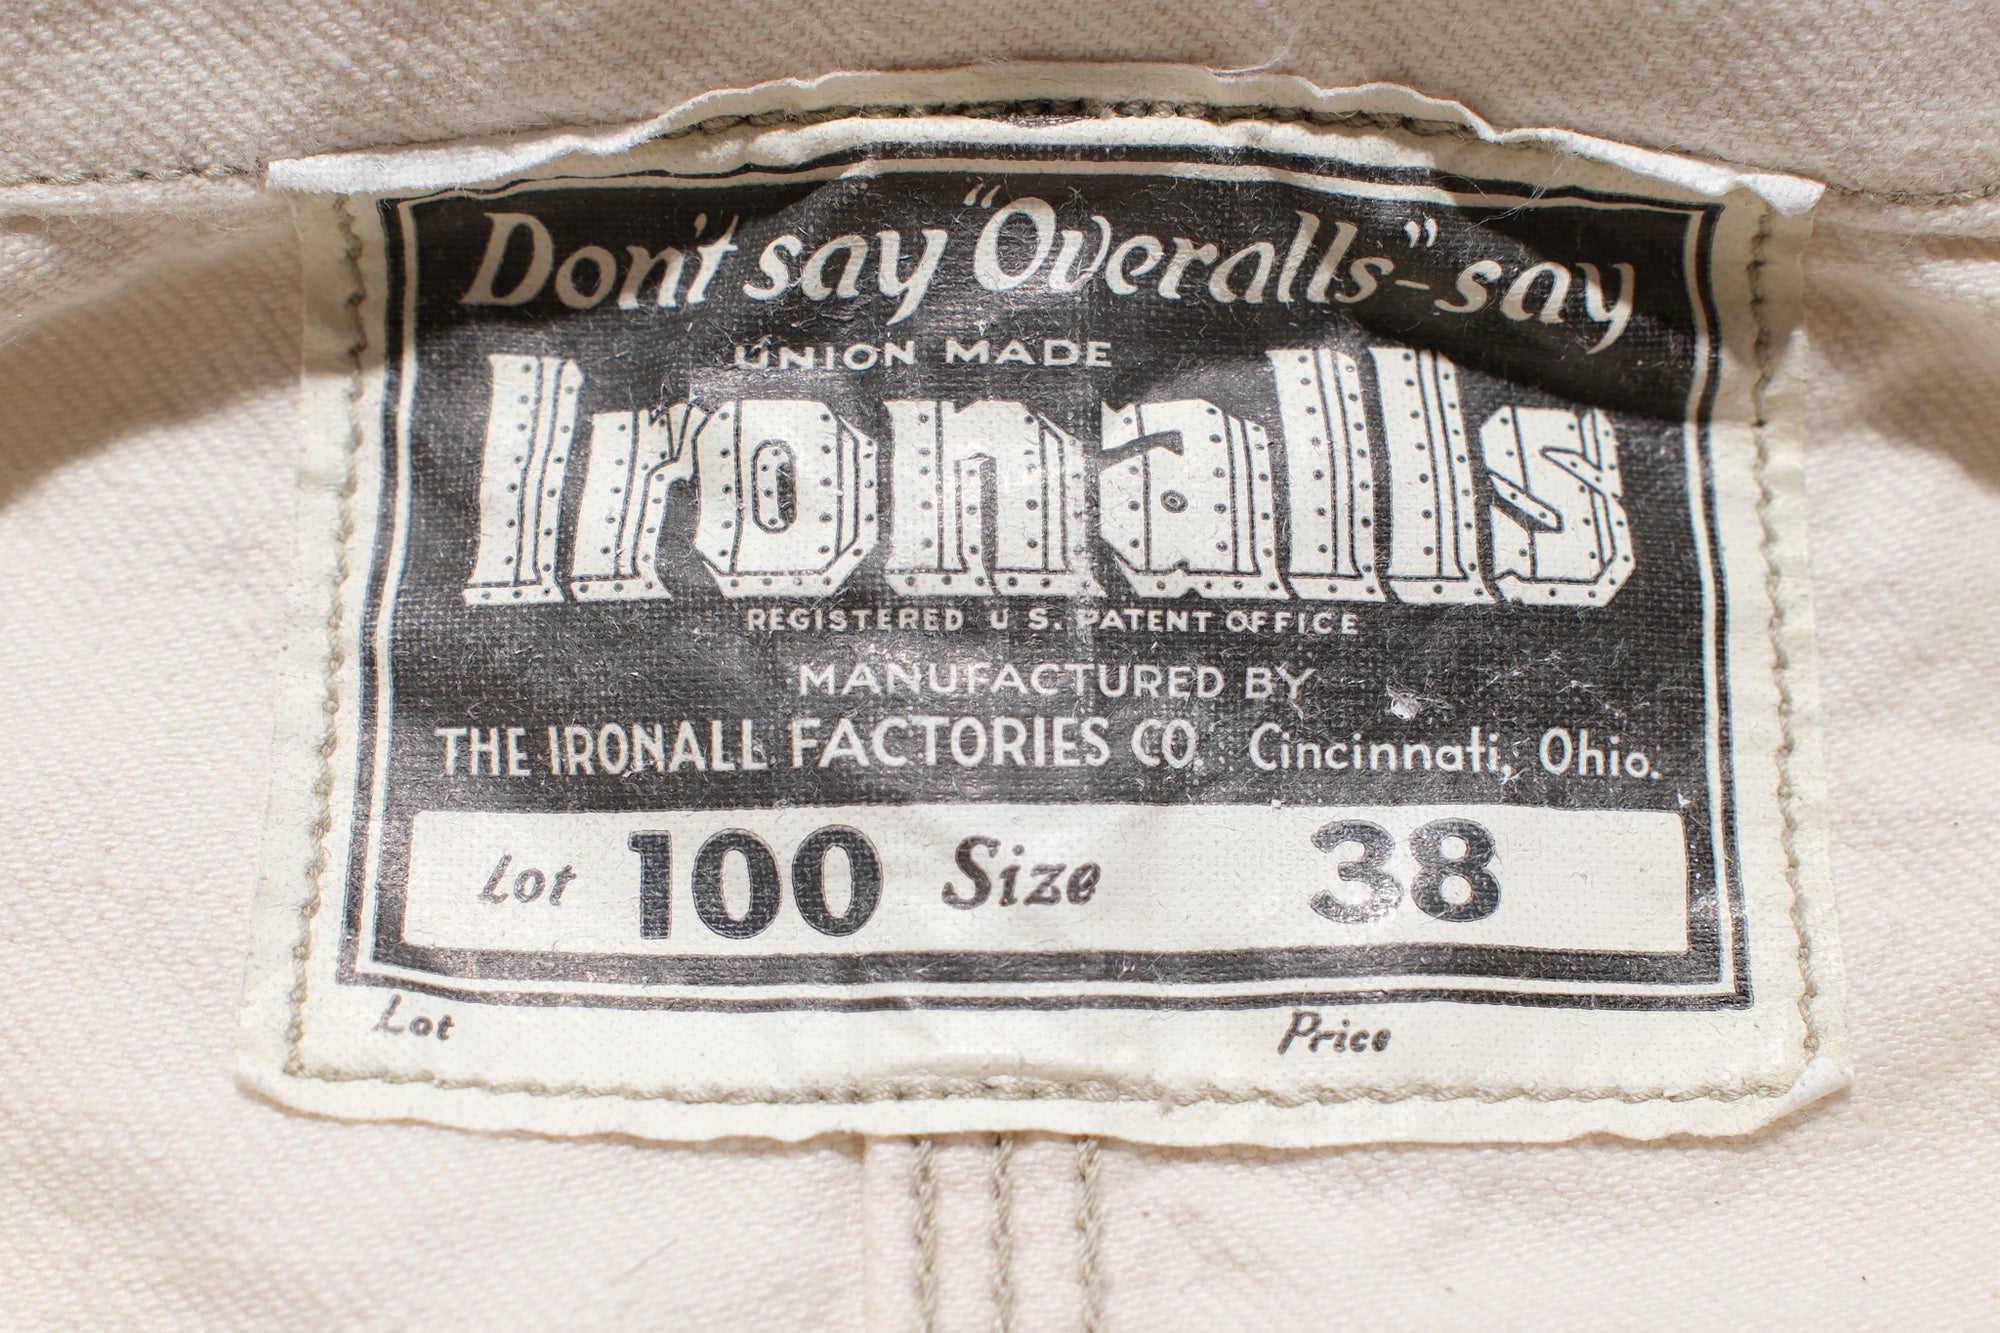 Don't say "Overalls" - say
UNION MADE
Ironalls
REGISTERED U S. PATENT OFFICE
MANUFACTURED BY
THE IRONALL FACTORIES CO. Cincinnati, Ohio.
Lot 100 Size 38
Lot Price